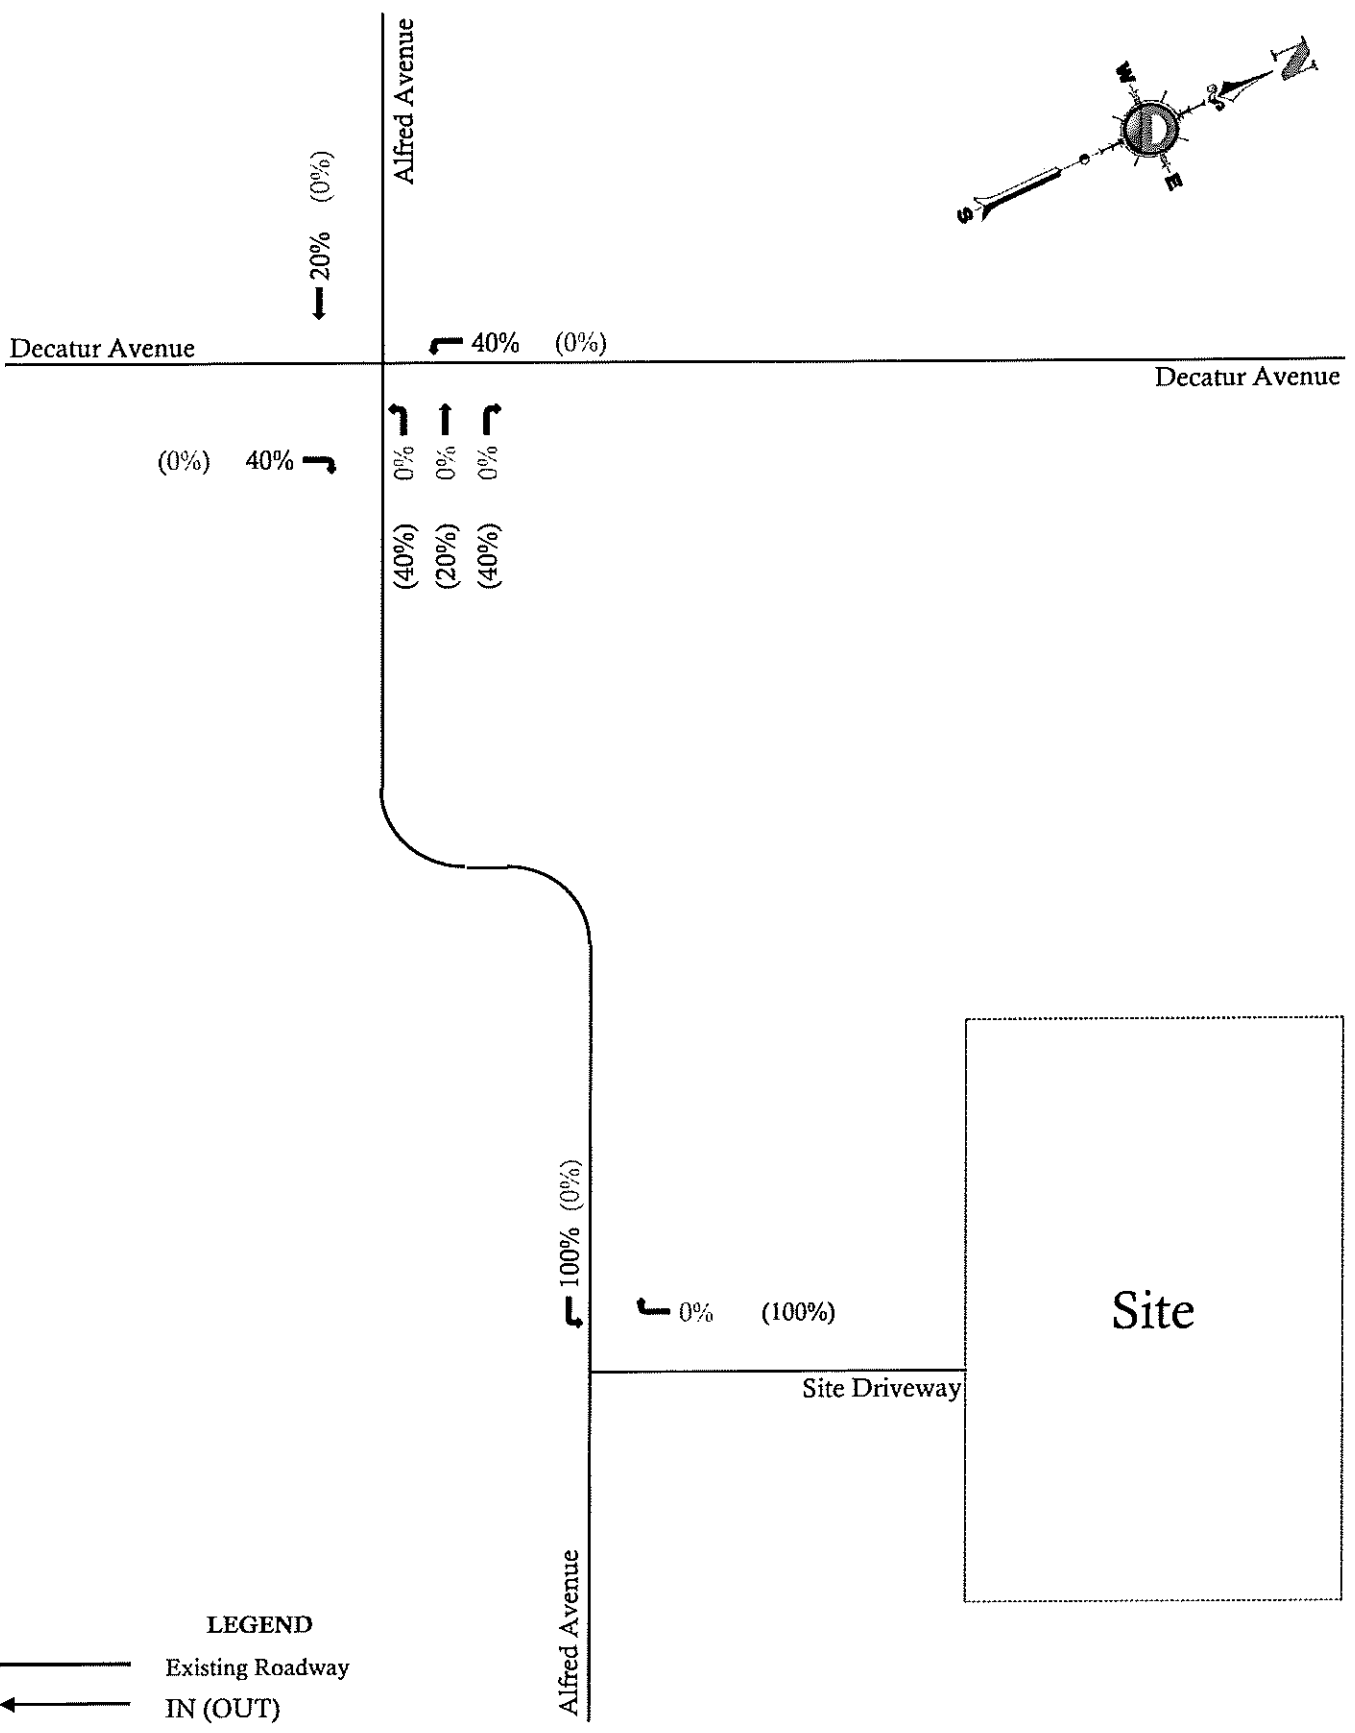 Alfred Avenue
N
W
D
E
S
20% (0%)
Decatur Avenue
40% (0%)
Decatur Avenue
(0%) 40%
0% (40%)
0% (20%)
0% (40%)
100% (0%)
0% (100%)
Site
Site Driveway
Alfred Avenue
LEGEND
Existing Roadway
IN (OUT)